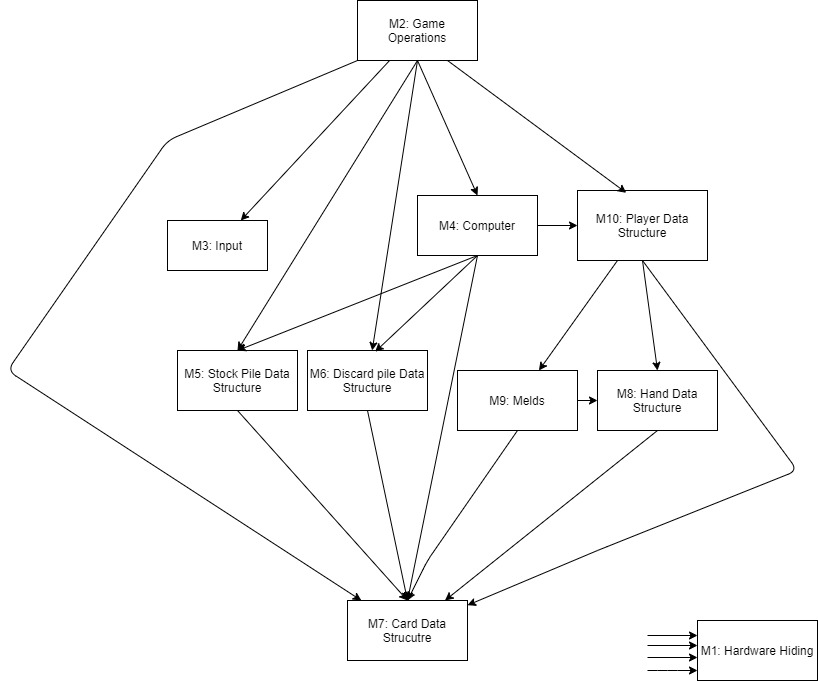 M2: Game
Operations
M3: Input
M4: Computer
M10: Player Data
Structure
M5: Stock Pile Data
Structure
M6: Discard pile Data
Structure
M9: Melds
M8: Hand Data
Structure
M7: Card Data
Strucutre
M1: Hardware Hiding